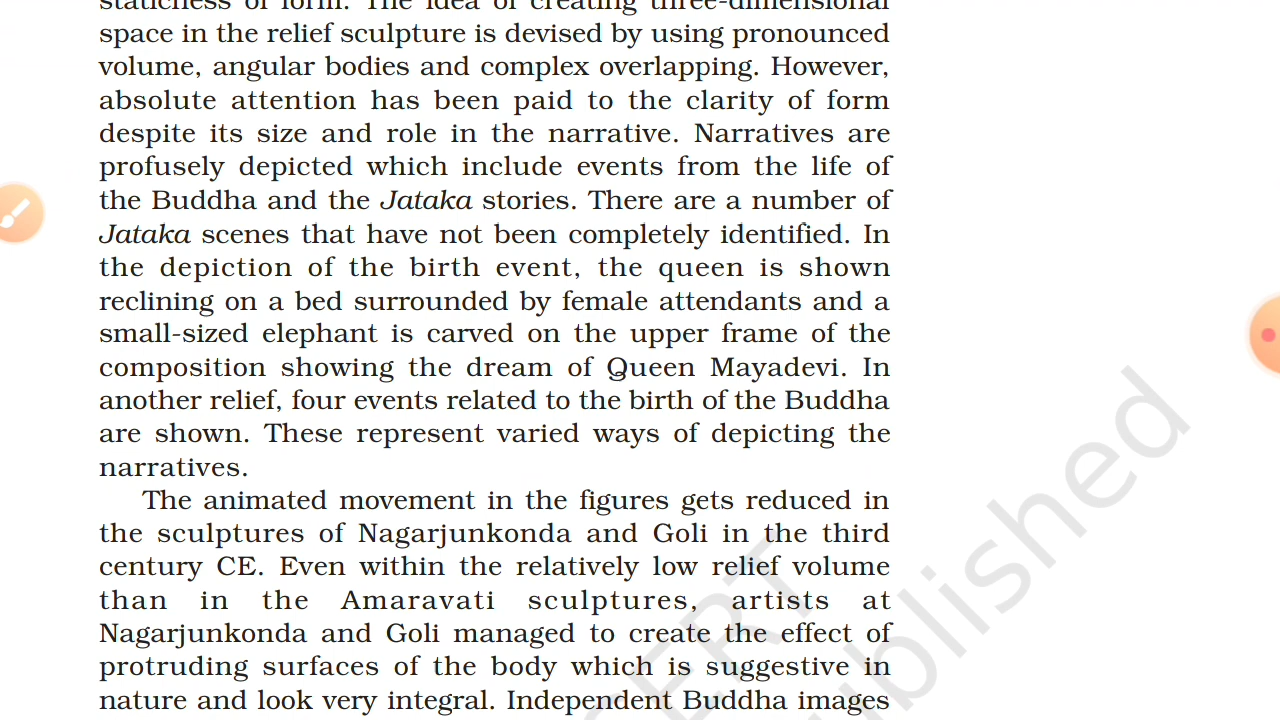 staticness of form. The idea of creating three-dimensional
space in the relief sculpture is devised by using pronounced
volume, angular bodies and complex overlapping. However,
absolute attention has been paid to the clarity of form
despite its size and role in the narrative. Narratives are
profusely depicted which include events from the life of
the Buddha and the Jataka stories. There are a number of
Jataka scenes that have not been completely identified. In
the depiction of the birth event, the queen is shown
reclining on a bed surrounded by female attendants and a
small-sized elephant is carved on the upper frame of the
composition showing the dream of Queen Mayadevi. In
another relief, four events related to the birth of the Buddha
are shown. These represent varied ways of depicting the
narratives.
The animated movement in the figures gets reduced in
the sculptures of Nagarjunkonda and Goli in the third
century CE. Even within the relatively low relief volume
than in the Amaravati sculptures, artists at
Nagarjunkonda and Goli managed to create the effect of
protruding surfaces of the body which is suggestive in
nature and look very integral. Independent Buddha images